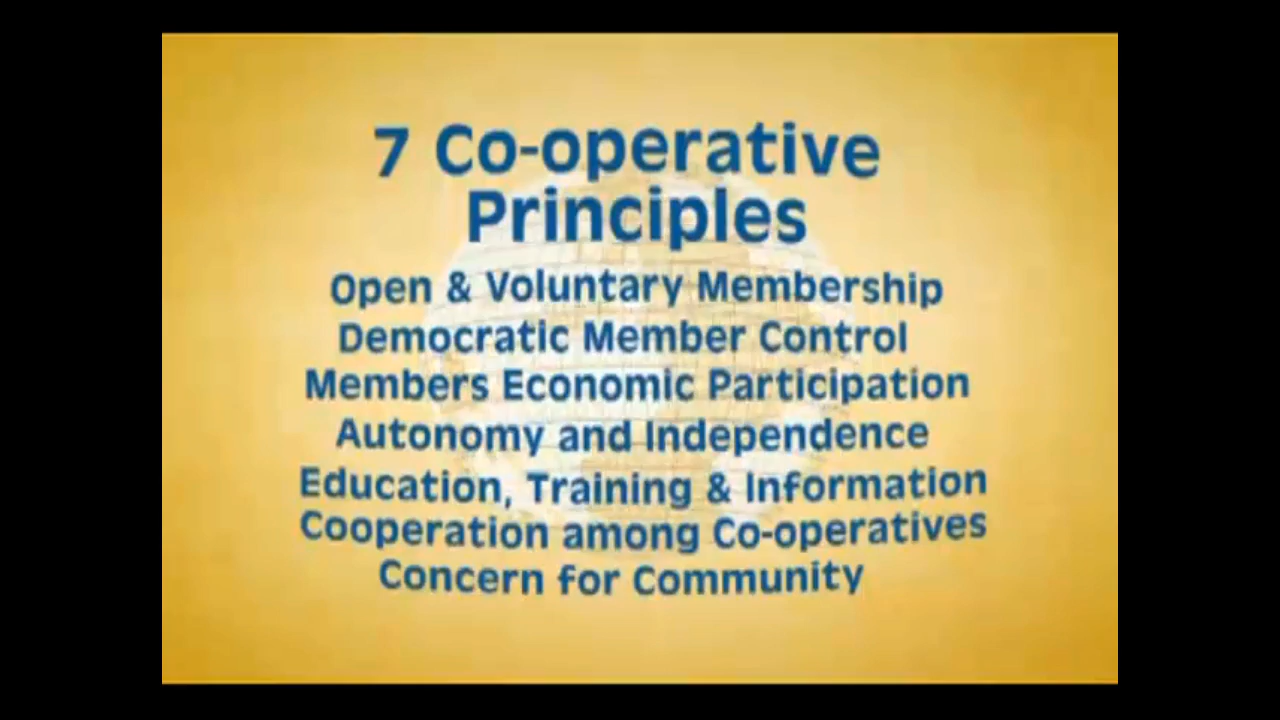 7 Co-operative
Principles
Open & Voluntary Membership
Democratic Member Control
Members Economic Participation
Autonomy and Independence
Education, Training & Information
Cooperation among Co-operatives
Concern for Community